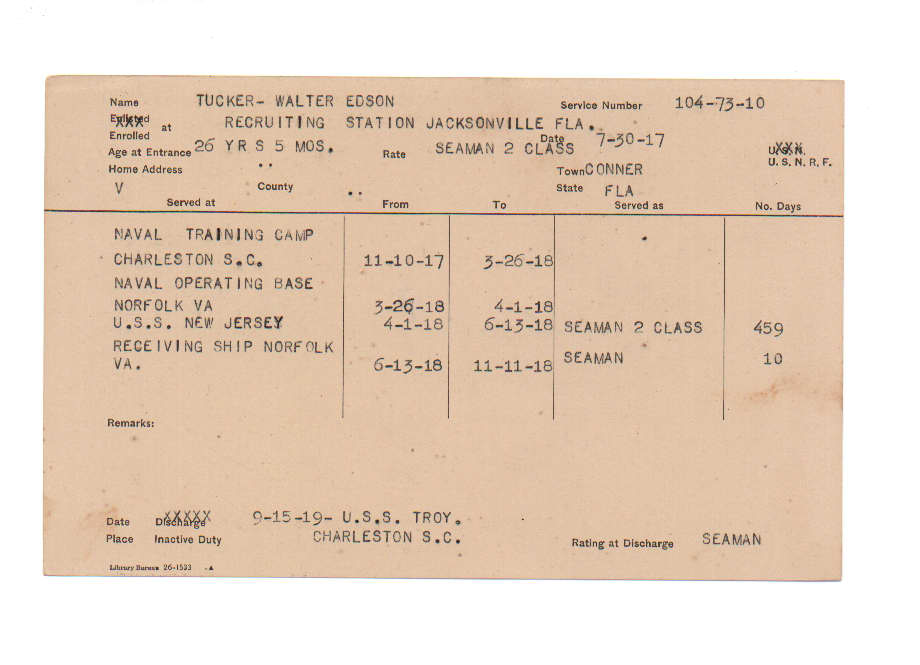 Name TUCKER- WALTER EDSON Service Number 104-73-10
Enlisted
Enrolled at RECRUITING STATION JACKSONVILLE FLA. Date 7-30-17
Age at Entrance 26 YRS 5 MOS. Rate SEAMAN 2 CLASS U.S.N.
U.S.N.R.F.
Home Address .. Town CONNER
V County .. State FLA
Served at From To Served as No. Days
NAVAL TRAINING CAMP
CHARLESTON S.C. 11-10-17 3-26-18
NAVAL OPERATING BASE
NORFOLK VA 3-26-18 4-1-18
U.S.S. NEW JERSEY 4-1-18 6-13-18 SEAMAN 2 CLASS 459
RECEIVING SHIP NORFOLK
VA. 6-13-18 11-11-18 SEAMAN 10
Remarks:
Date Discharge 9-15-19- U.S.S. TROY.
Place Inactive Duty CHARLESTON S.C. Rating at Discharge SEAMAN
Library Bureau 26-1593 .A